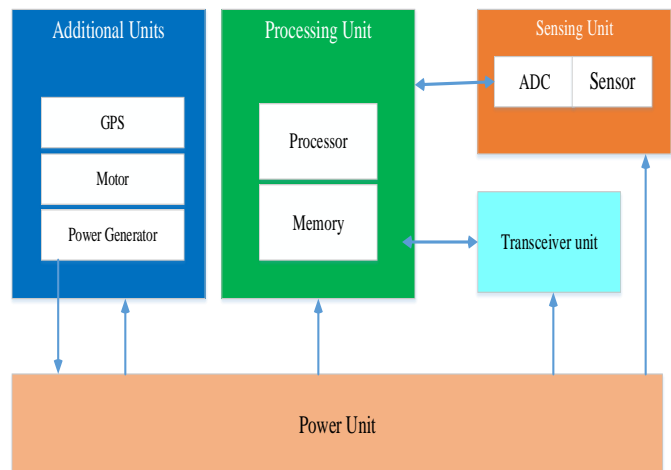 Additional Units
GPS
Motor
Power Generator
Processing Unit
Processor
Memory
Sensing Unit
ADC
Sensor
Transceiver unit
Power Unit